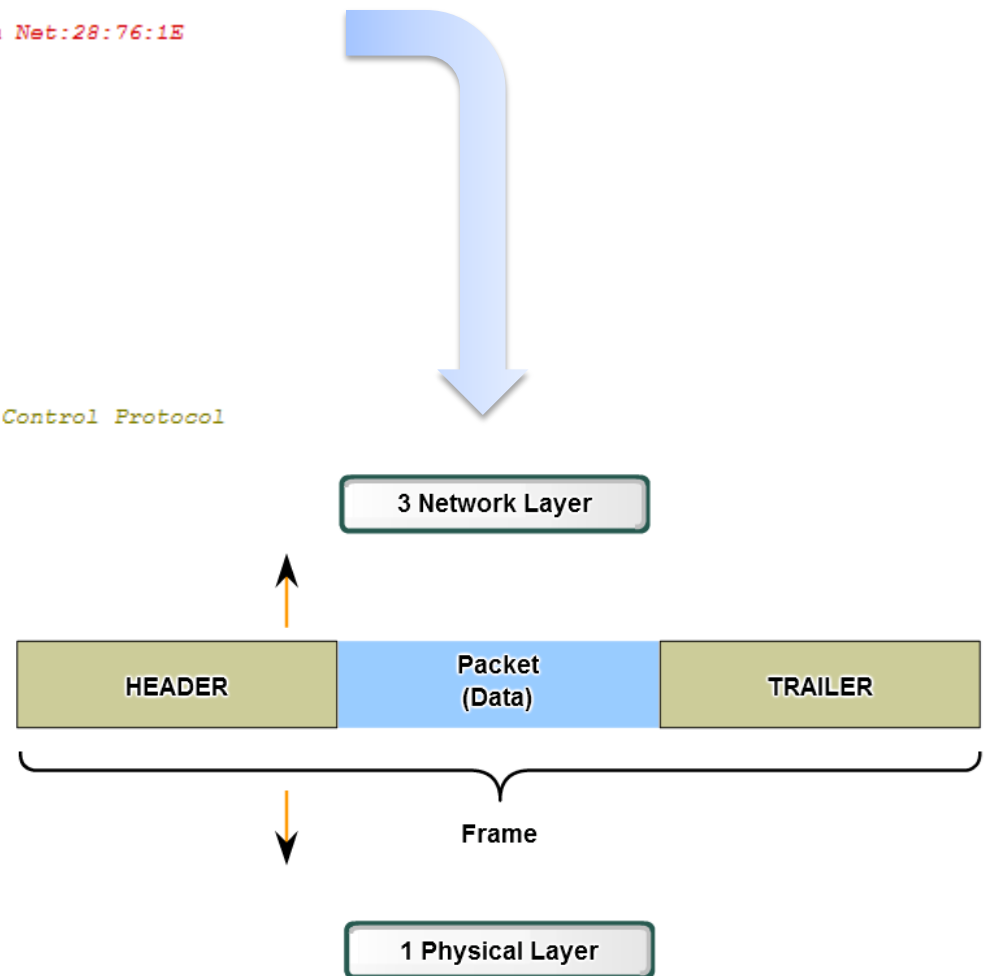 Net:28:76:1E
Control Protocol
3 Network Layer
HEADER
Packet
(Data)
TRAILER
Frame
1 Physical Layer